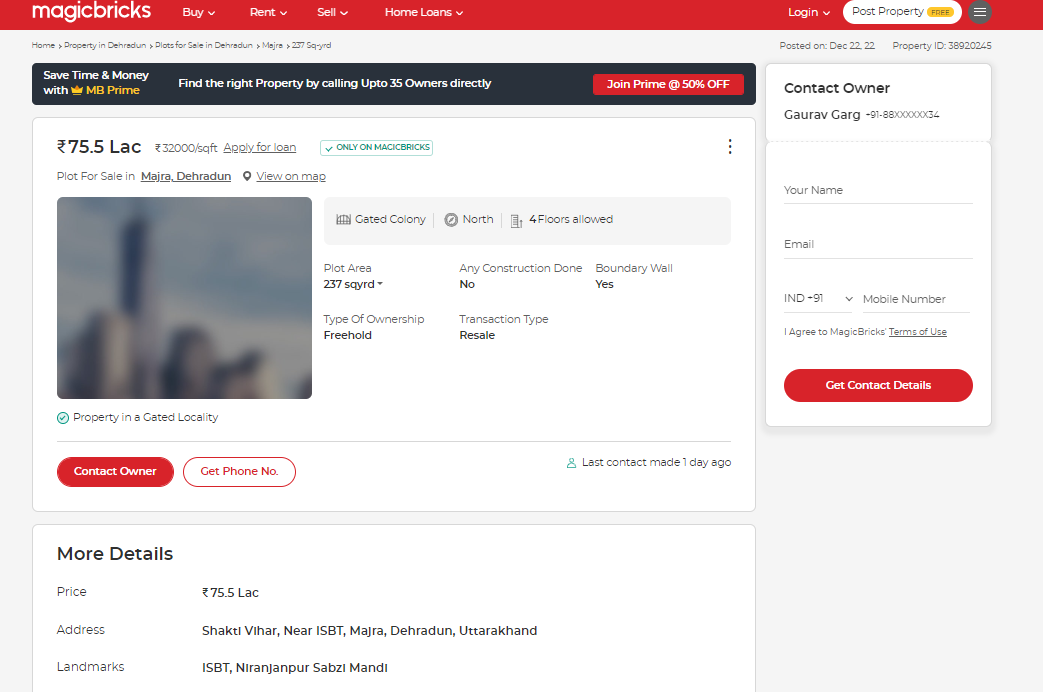 magicbricks Buy Rent Sell Home Loans Login Post Property FREE
Home > Property in Dehradun > Plots for Sale in Dehradun > Majra > 237 Sq-yrd Posted on: Dec 22, 22 Property ID: 38920245
Save Time & Money
with MB Prime
Find the right Property by calling Upto 35 Owners directly
Join Prime @ 50% OFF
₹75.5 Lac ₹32000/sqft Apply for loan ONLY ON MAGICBRICKS
Plot For Sale in Majra, Dehradun View on map
Gated Colony North 4 Floors allowed
Plot Area Any Construction Done Boundary Wall
237 sqyrd No Yes
Type Of Ownership Transaction Type
Freehold Resale
Property in a Gated Locality
Contact Owner Get Phone No. Last contact made 1 day ago
More Details
Price ₹75.5 Lac
Address Shakti Vihar, Near ISBT, Majra, Dehradun, Uttarakhand
Landmarks ISBT, Niranjanpur Sabzi Mandi
Contact Owner
Gaurav Garg +91-88XXXXXX34
Your Name
Email
IND +91 Mobile Number
I Agree to MagicBricks' Terms of Use
Get Contact Details